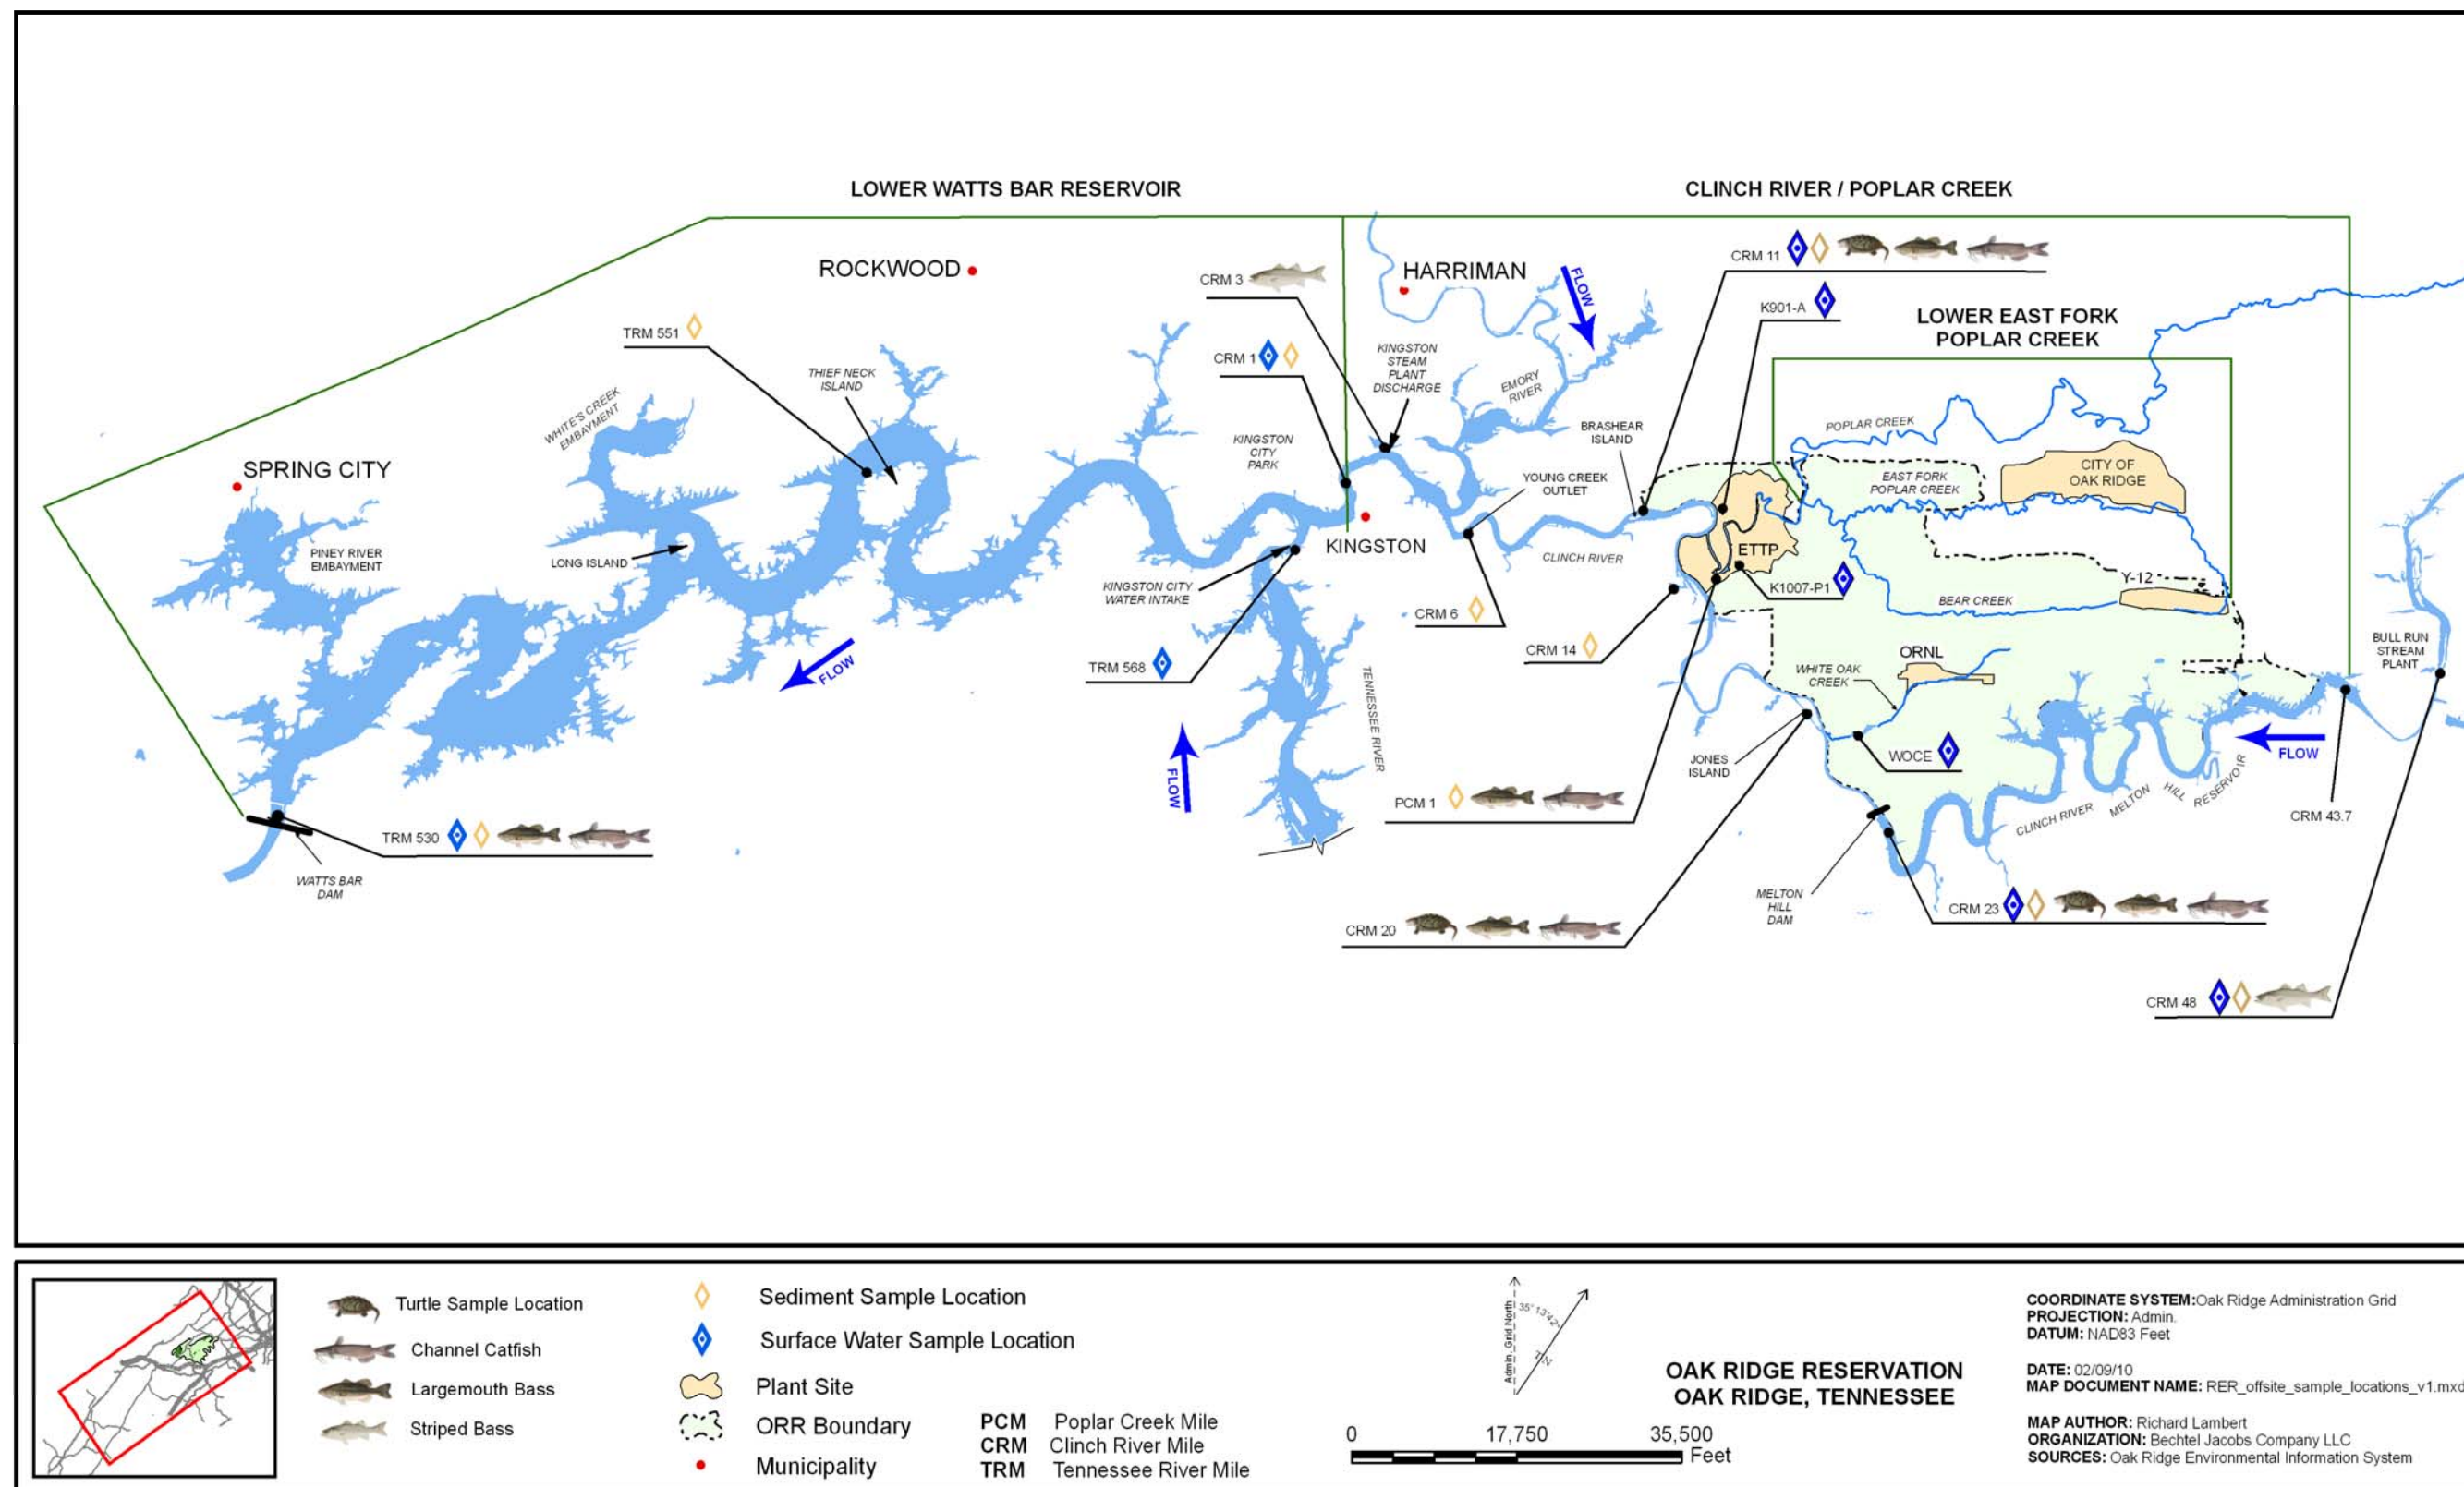 LOWER WATTS BAR RESERVOIR
CLINCH RIVER / POPLAR CREEK
ROCKWOOD
CRM 3
HARRIMAN
FLOW
CRM 11
K901-A
LOWER EAST FORK
POPLAR CREEK
TRM 551
THIEF NECK
ISLAND
CRM 1
KINGSTON
STEAM
PLANT
DISCHARGE
EMORY
RIVER
WHITE'S CREEK
EMBAYMENT
KINGSTON
CITY
PARK
BRASHEAR
ISLAND
POPLAR CREEK
SPRING CITY
YOUNG CREEK
OUTLET
EAST FORK
POPLAR CREEK
CITY OF
OAK RIDGE
PINEY RIVER
EMBAYMENT
LONG ISLAND
KINGSTON
CLINCH RIVER
ETTP
KINGSTON CITY
WATER INTAKE
K1007-P1
Y-12
BEAR CREEK
CRM 6
CRM 14
BULL RUN
STREAM
PLANT
FLOW
TRM 568
TENNESSEE RIVER
WHITE OAK
CREEK
ORNL
FLOW
JONES
ISLAND
WOCE
FLOW
PCM 1
CLINCH RIVER
MELTON
HILL
RESERVOIR
CRM 43.7
TRM 530
WATTS BAR
DAM
MELTON
HILL
DAM
CRM 23
CRM 20
CRM 48
Turtle Sample Location
Channel Catfish
Largemouth Bass
Striped Bass
Sediment Sample Location
Surface Water Sample Location
Plant Site
ORR Boundary
Municipality
PCM Poplar Creek Mile
CRM Clinch River Mile
TRM Tennessee River Mile
Admin. Grid North
35° 13'42"
TN
0 17,750 35,500
Feet
OAK RIDGE RESERVATION
OAK RIDGE, TENNESSEE
COORDINATE SYSTEM:Oak Ridge Administration Grid
PROJECTION: Admin.
DATUM: NAD83 Feet
DATE: 02/09/10
MAP DOCUMENT NAME: RER_offsite_sample_locations_v1.mxd
MAP AUTHOR: Richard Lambert
ORGANIZATION: Bechtel Jacobs Company LLC
SOURCES: Oak Ridge Environmental Information System